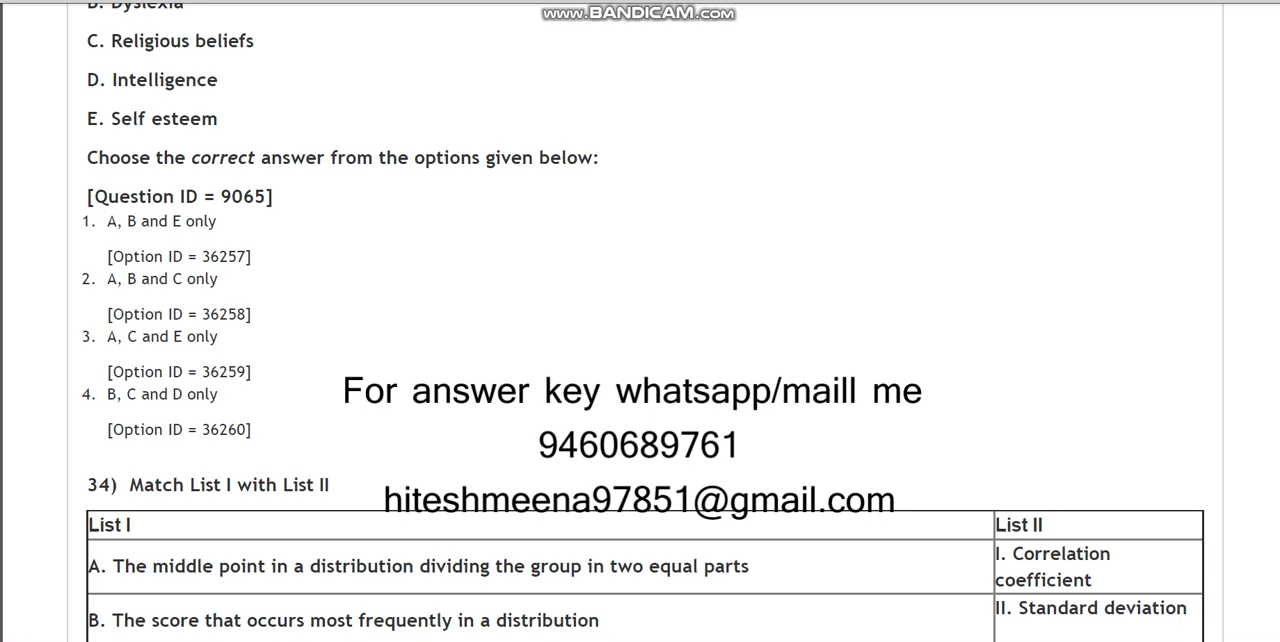 www.BANDICAM.com
B. Dyslexia
C. Religious beliefs
D. Intelligence
E. Self esteem
Choose the correct answer from the options given below:
[Question ID = 9065]
1. A, B and E only
[Option ID = 36257]
2. A, B and C only
[Option ID = 36258]
3. A, C and E only
[Option ID = 36259]
4. B, C and D only
[Option ID = 36260]
For answer key whatsapp/maill me
9460689761
hiteshmeena97851@gmail.com
34) Match List I with List II
List I
List II
A. The middle point in a distribution dividing the group in two equal parts
I. Correlation
coefficient
B. The score that occurs most frequently in a distribution
II. Standard deviation